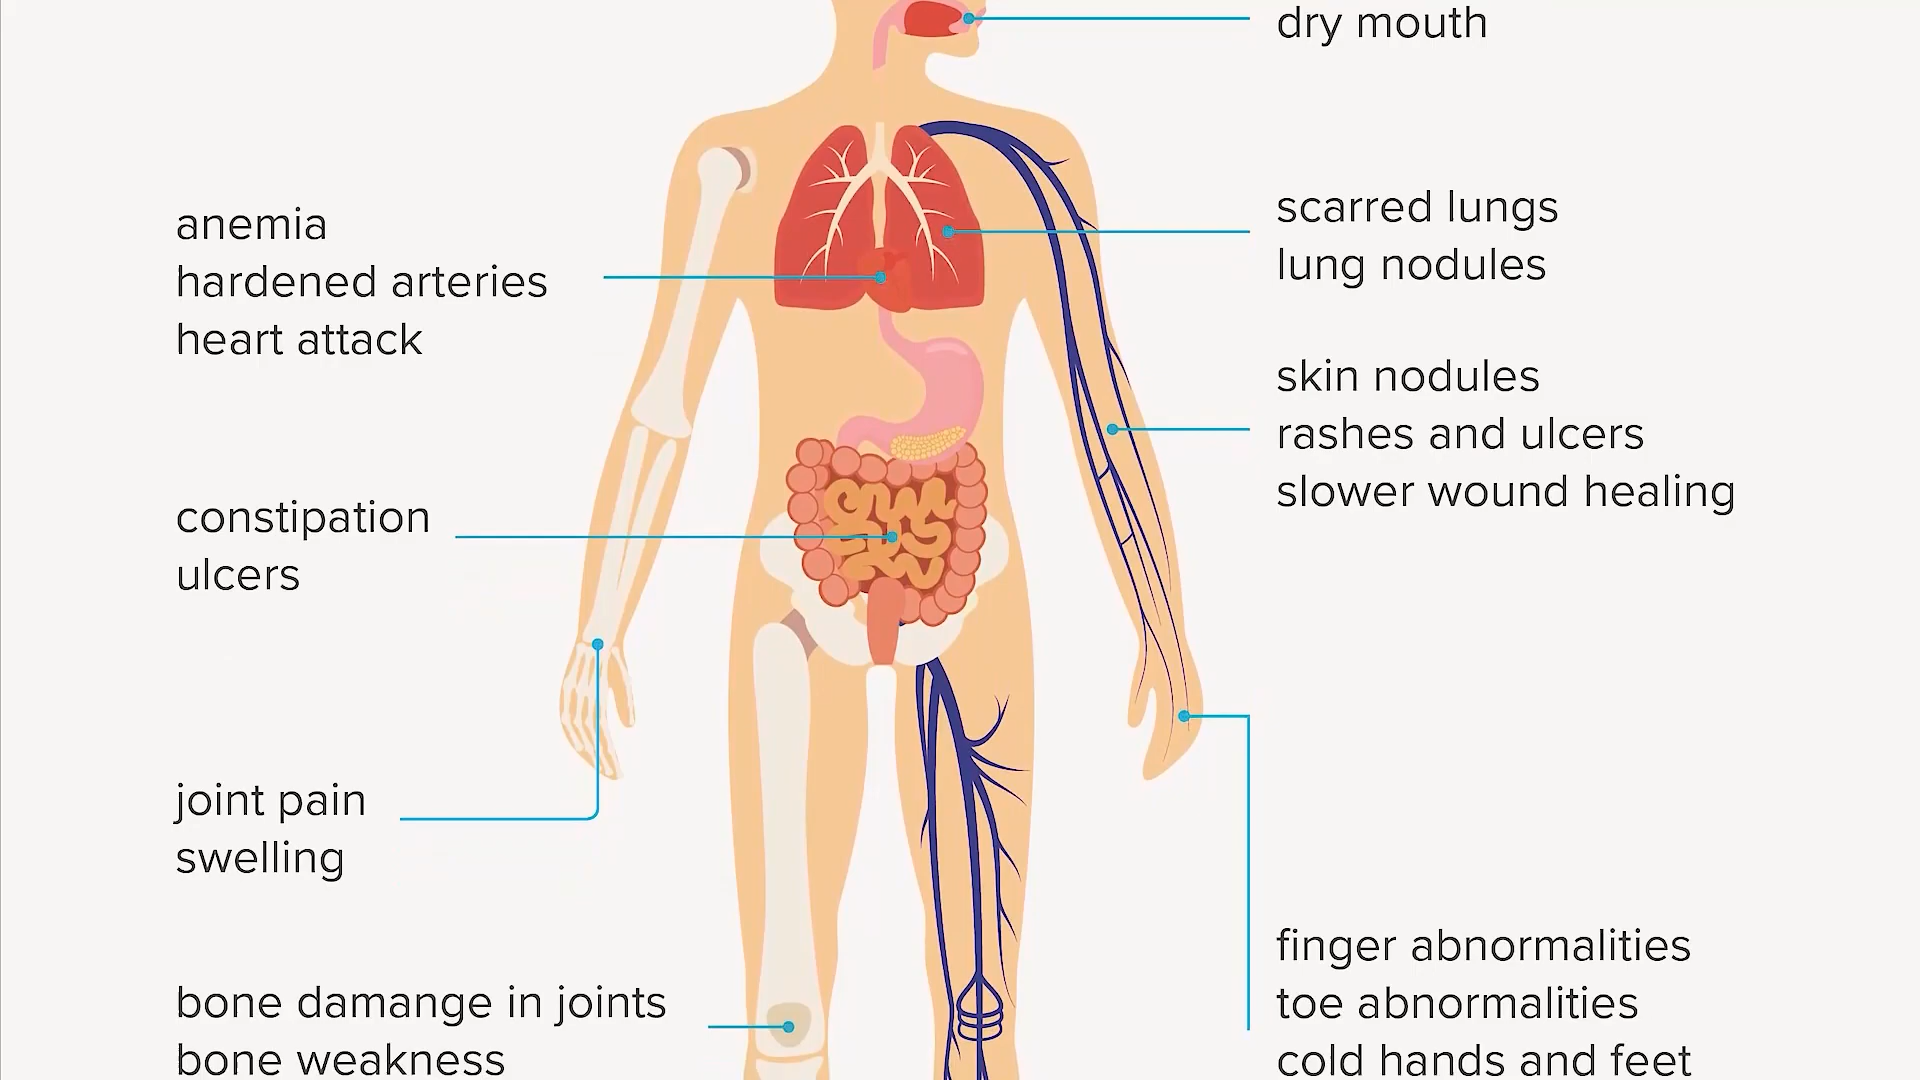 dry mouth
anemia
hardened arteries
heart attack
scarred lungs
lung nodules
skin nodules
rashes and ulcers
slower wound healing
constipation
ulcers
joint pain
swelling
finger abnormalities
toe abnormalities
cold hands and feet
bone damange in joints
bone weakness